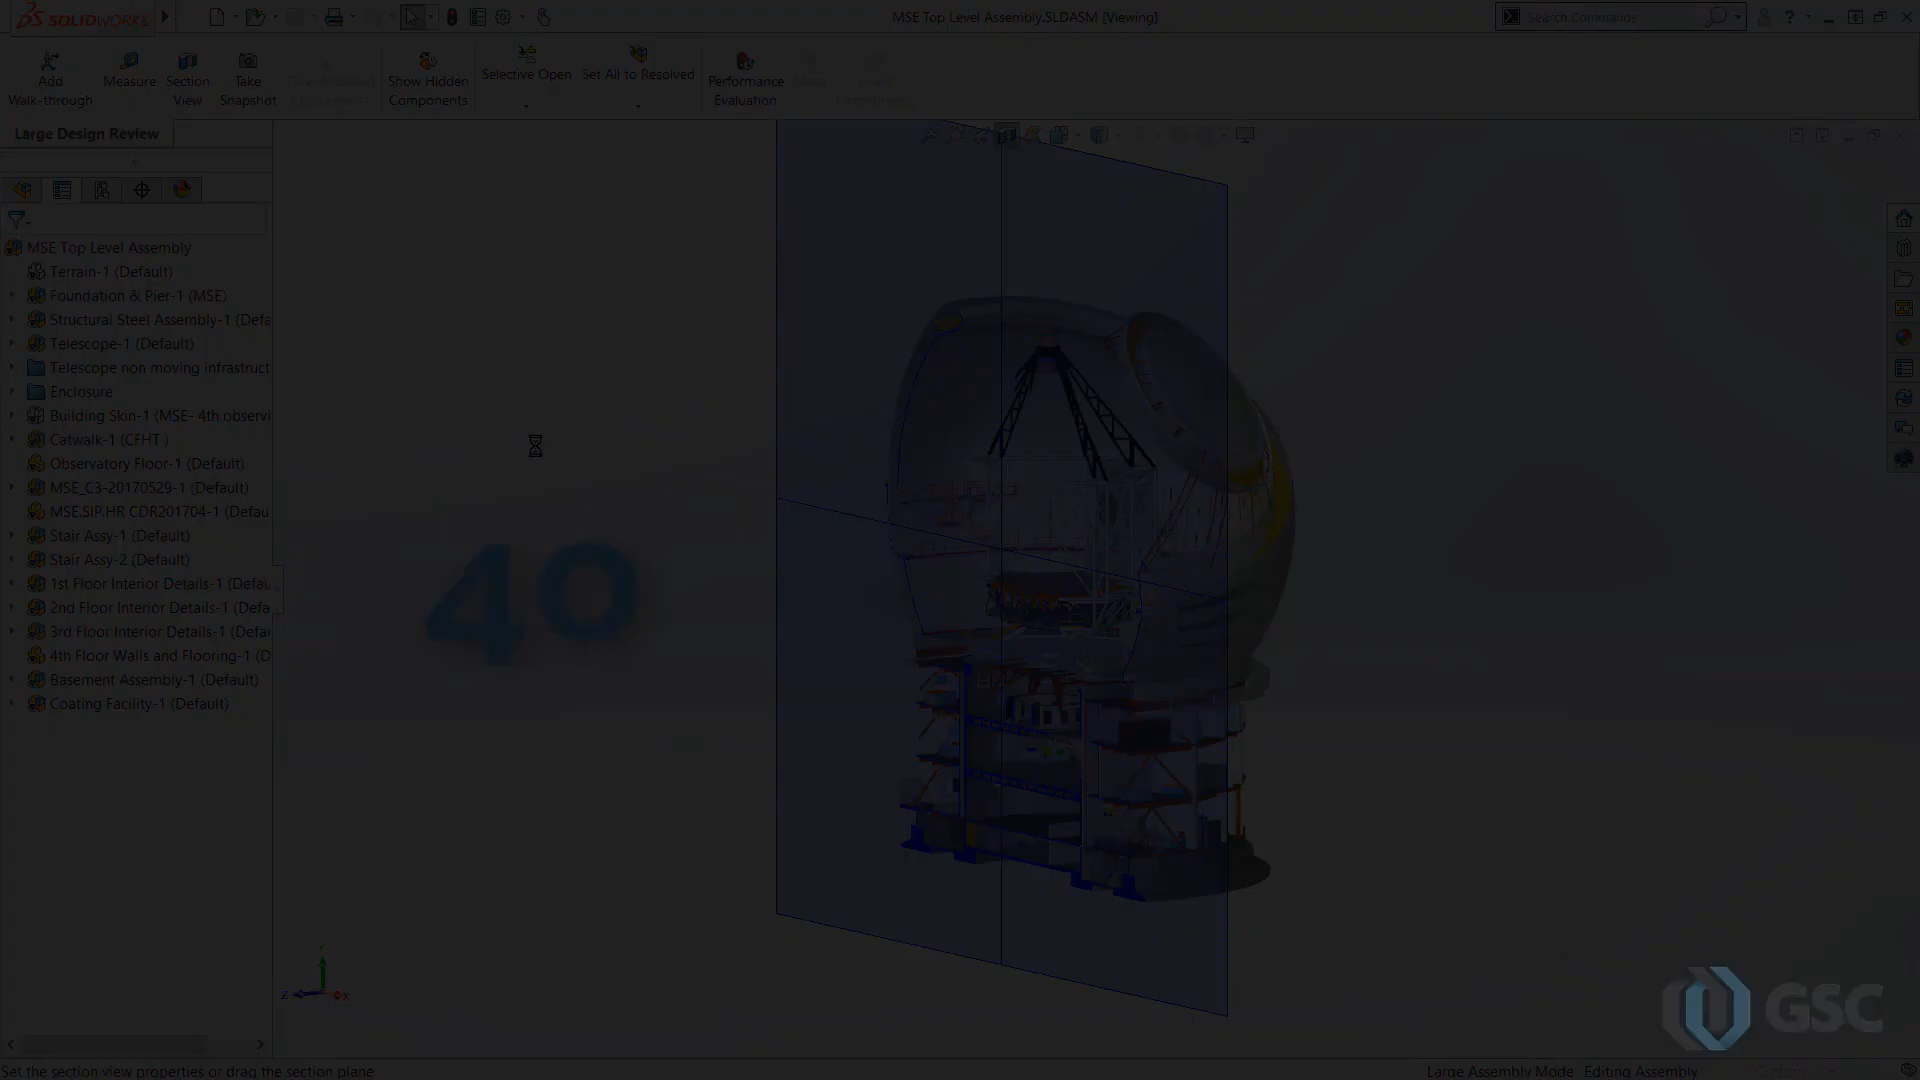 SOLIDWORKS
MSE Top Level Assembly.SLDASM [Viewing]
Search Commands
Add
Walk-through
Measure
Section
View
Take
Snapshot
Show Hidden
Components
Selective Open
Set All to Resolved
Performance
Evaluation
Large Design Review
MSE Top Level Assembly
Terrain-1 (Default)
Foundation & Pier-1 (MSE)
Structural Steel Assembly-1 (Defa
Telescope-1 (Default)
Telescope non moving infrastruct
Enclosure
Building Skin-1 (MSE- 4th observi
Catwalk-1 (CFHT )
Observatory Floor-1 (Default)
MSE_C3-20170529-1 (Default)
MSE.SIP.HR CDR201704-1 (Defau
Stair Assy-1 (Default)
Stair Assy-2 (Default)
1st Floor Interior Details-1 (Defau
2nd Floor Interior Details-1 (Defa
3rd Floor Interior Details-1 (Defau
4th Floor Walls and Flooring-1 (D
Basement Assembly-1 (Default)
Coating Facility-1 (Default)
40
Z
Y
X
GSC
Set the section view properties or drag the section plane
Large Assembly Mode
Editing Assembly